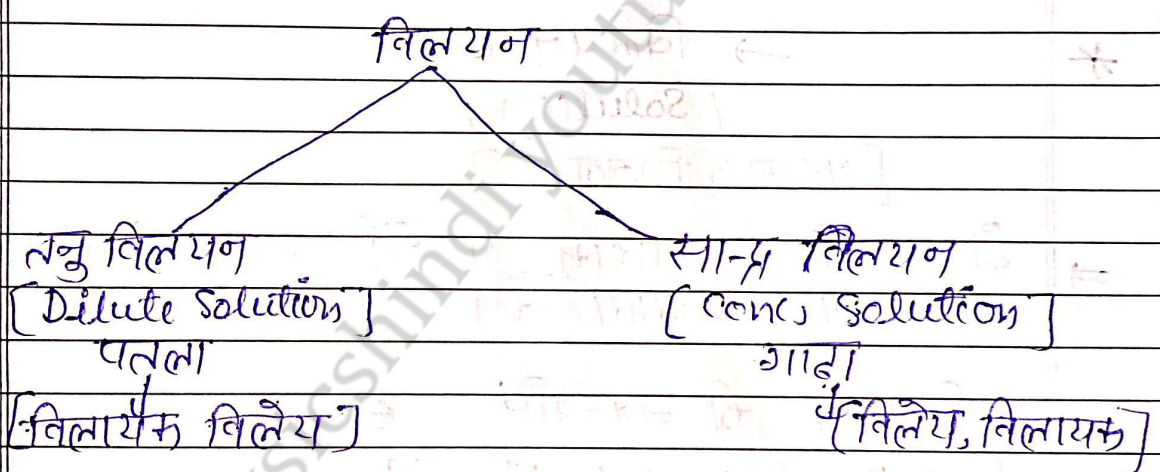 विलयन
तनु विलयन सान्द्र विलयन
[Dilute Solution] [Conc, Solution]
पतला गाढ़ा
[विलायक विलेय] [विलेय, विलायक]